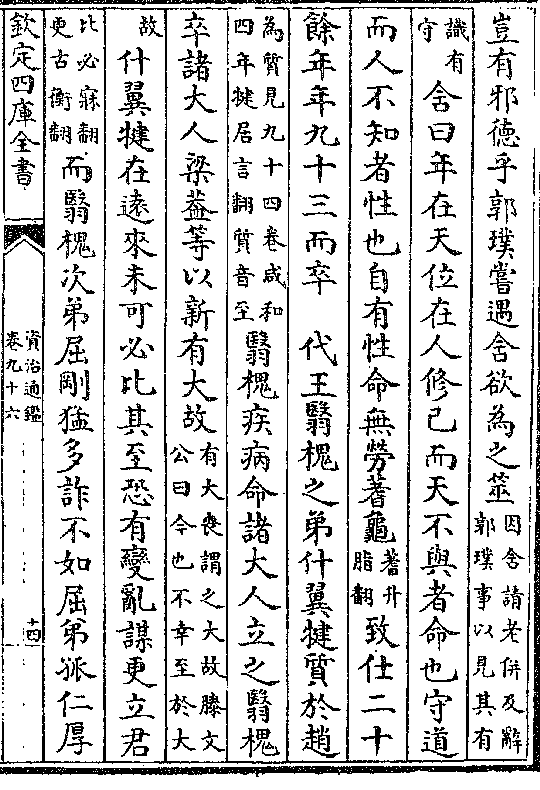 豈有邪德乎郭璞嘗遇舍欲為之筮因舍請老併及辭
郭璞事以見其有
識有
守舍曰年在天位在人修已而天不與者命也守道
而人不知者性也自有性命無勞蓍龜蓍升
脂翻致仕二十
餘年年九十三而卒　代王翳槐之弟什翼犍質於趙
為質見九十四卷咸和
四年犍居言翻質音至翳槐疾病命諸大人立之翳槐
卒諸大人梁蓋等以新有大故有大喪謂之大故滕文
公曰今也不幸至於大
故什翼犍在遠來未可必比其至恐有變亂謀更立君
比必寐翻
更古衡翻而翳槐次弟屈剛猛多詐不如屈弟孤仁厚
欽定四庫全書
資治通鑑
卷九十六
十四